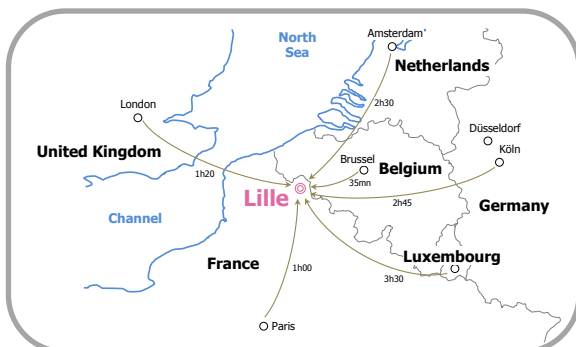 Amsterdam
North
Sea
Netherlands
2h30
London
Düsseldorf
United Kingdom
Brussel
Belgium
Köln
1h20
35mn
Lille
2h45
Germany
Channel
France
Luxembourg
1h00
3h30
Paris